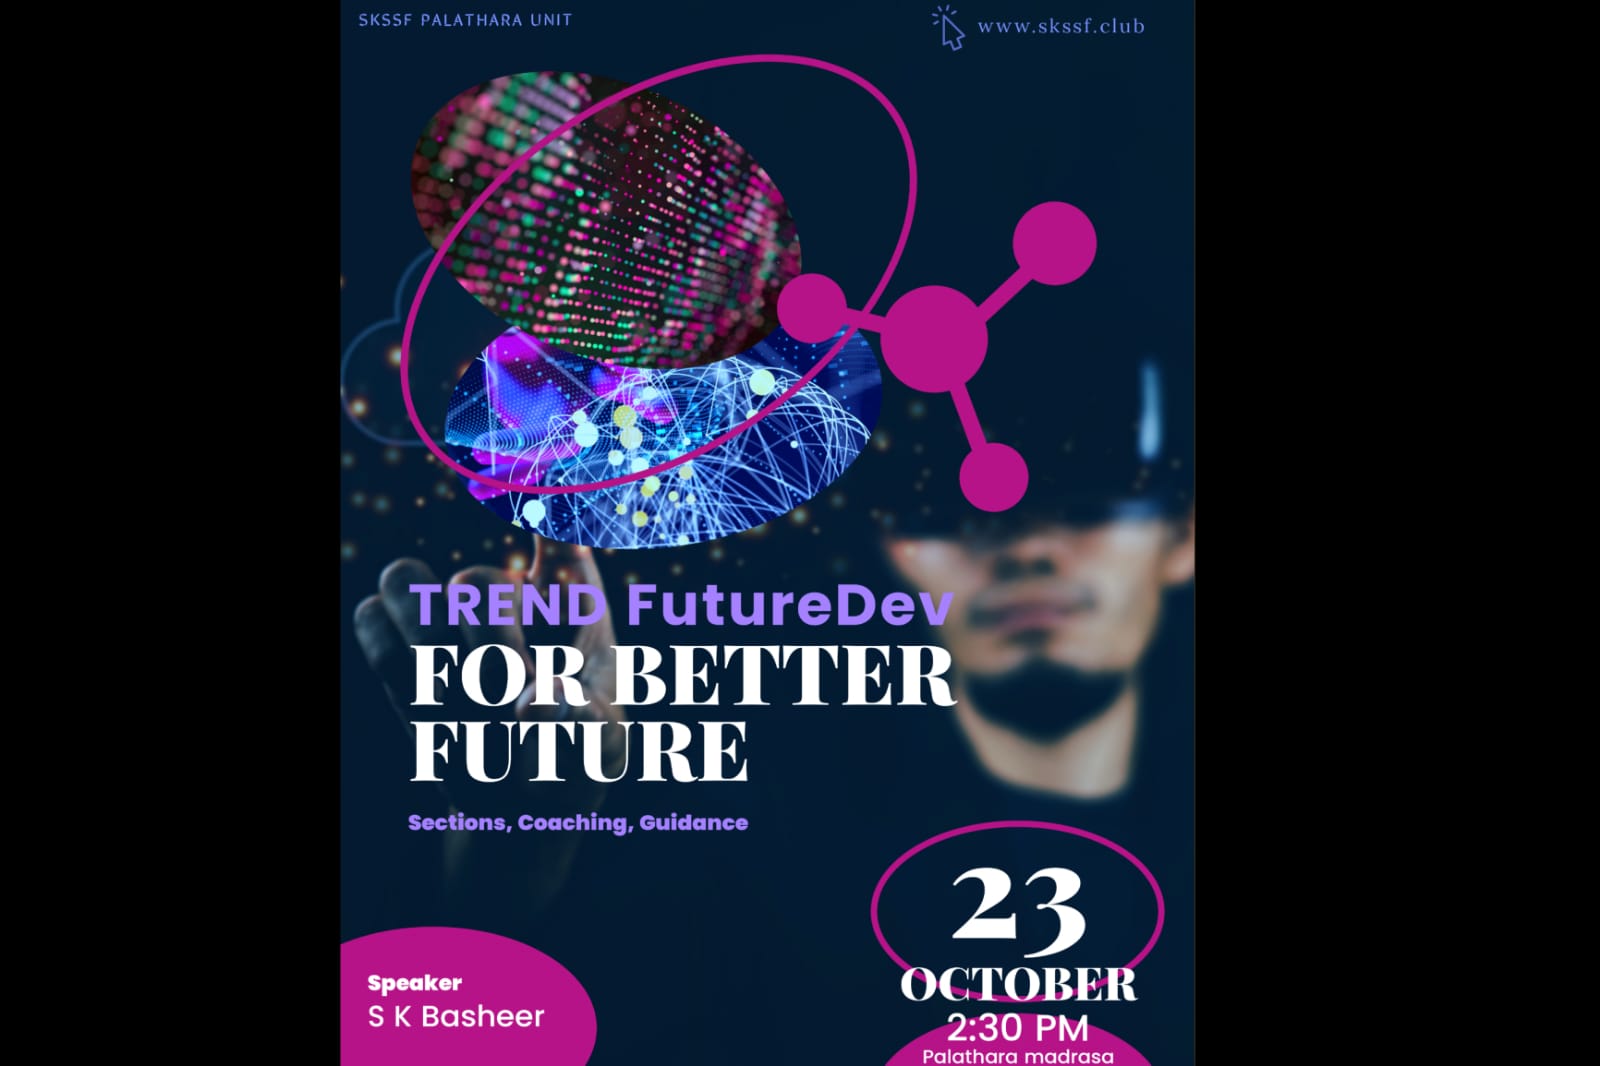 SKSSF PALATHARA UNIT
www.skssf.club
TREND FutureDev
FOR BETTER
FUTURE
Sections, Coaching, Guidance
23
OCTOBER
2:30 PM
Palathara madrasa
Speaker
S K Basheer